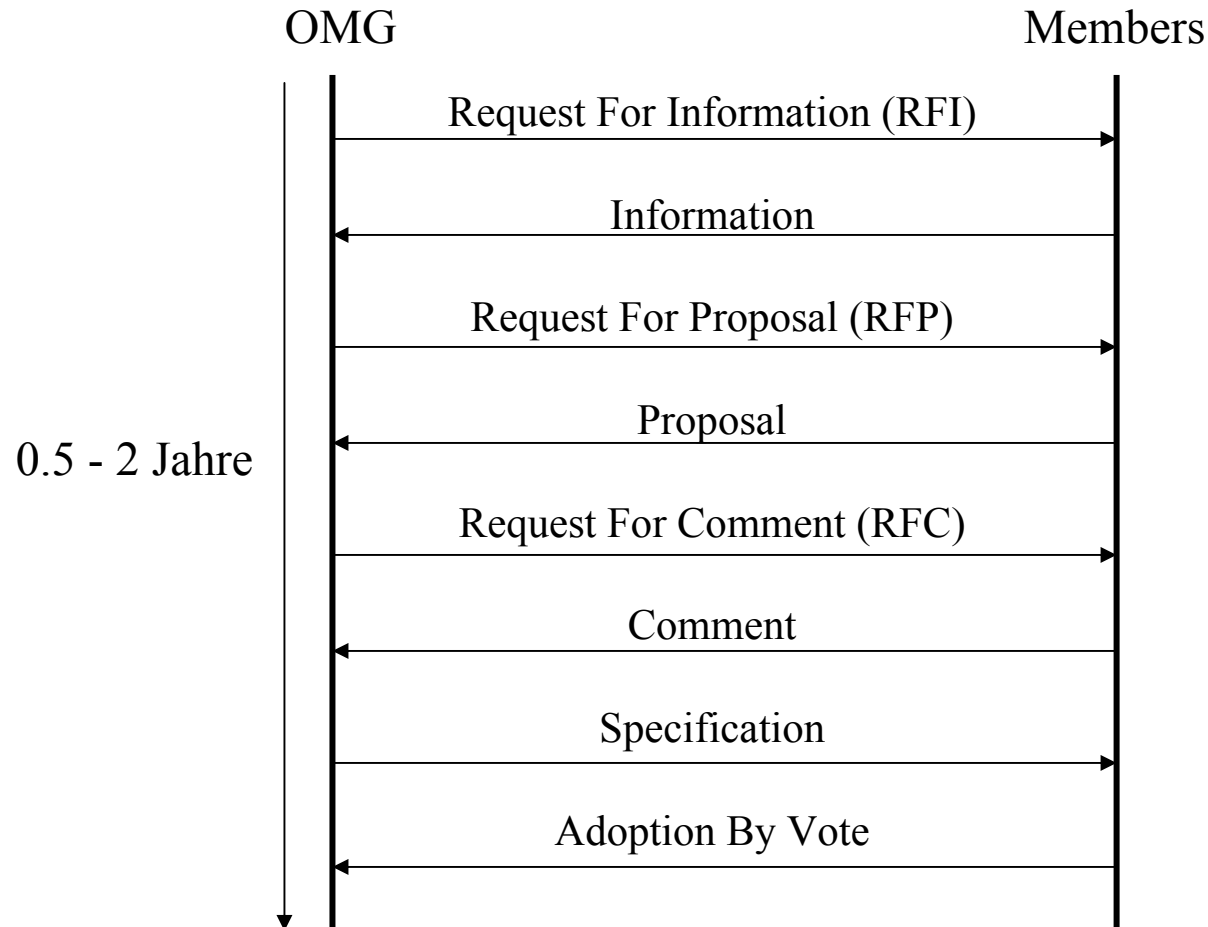 OMG
Members
Request For Information (RFI)
Information
Request For Proposal (RFP)
Proposal
0.5 - 2 Jahre
Request For Comment (RFC)
Comment
Specification
Adoption By Vote